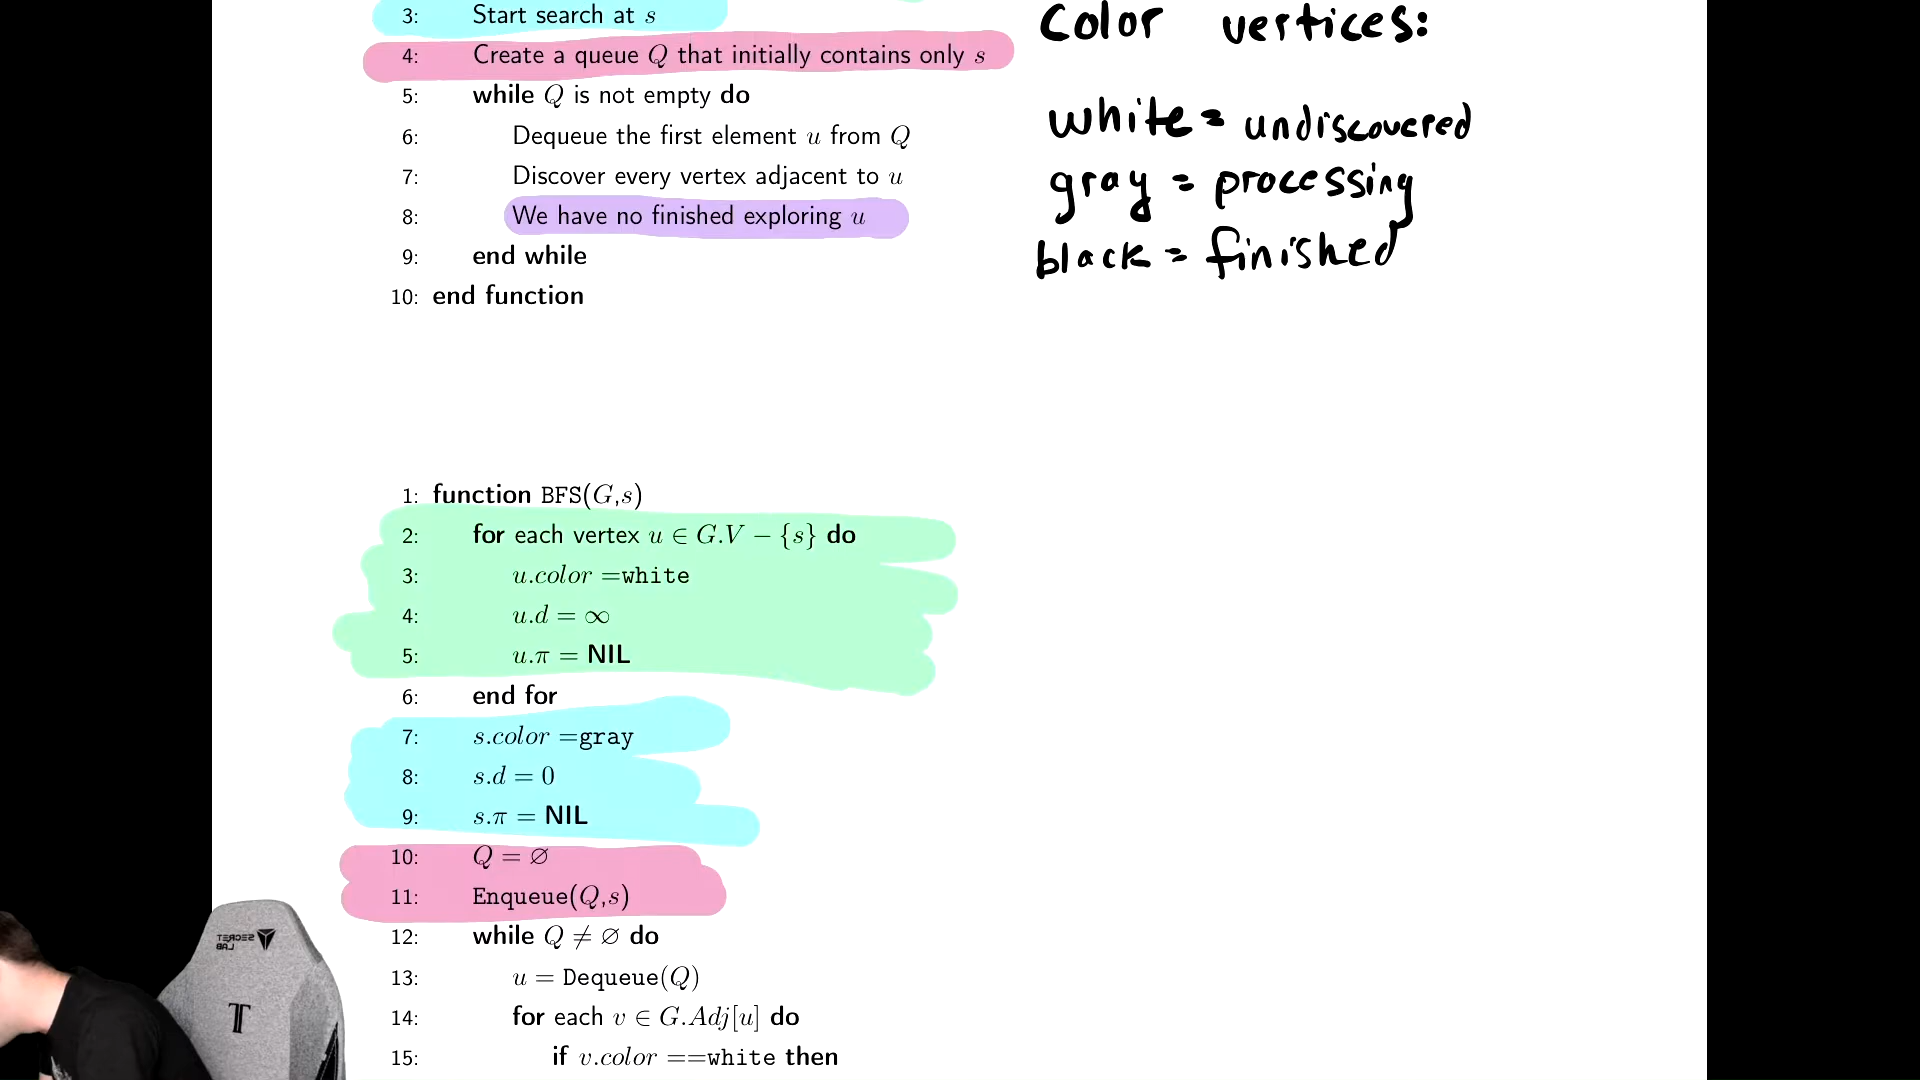 3: Start search at s
4: Create a queue Q that initially contains only s
5: while Q is not empty do
6: Dequeue the first element u from Q
7: Discover every vertex adjacent to u
8: We have no finished exploring u
9: end while
10: end function
Color vertices:
white = undiscovered
gray = processing
black = finished
1: function BFS(G,s)
2: for each vertex u ∈ G.V − {s} do
3: u.color =white
4: u.d = ∞
5: u.π = NIL
6: end for
7: s.color =gray
8: s.d = 0
9: s.π = NIL
10: Q = ∅
11: Enqueue(Q,s)
12: while Q ≠ ∅ do
13: u = Dequeue(Q)
14: for each v ∈ G.Adj[u] do
15: if v.color ==white then
SECRET
LAB
T